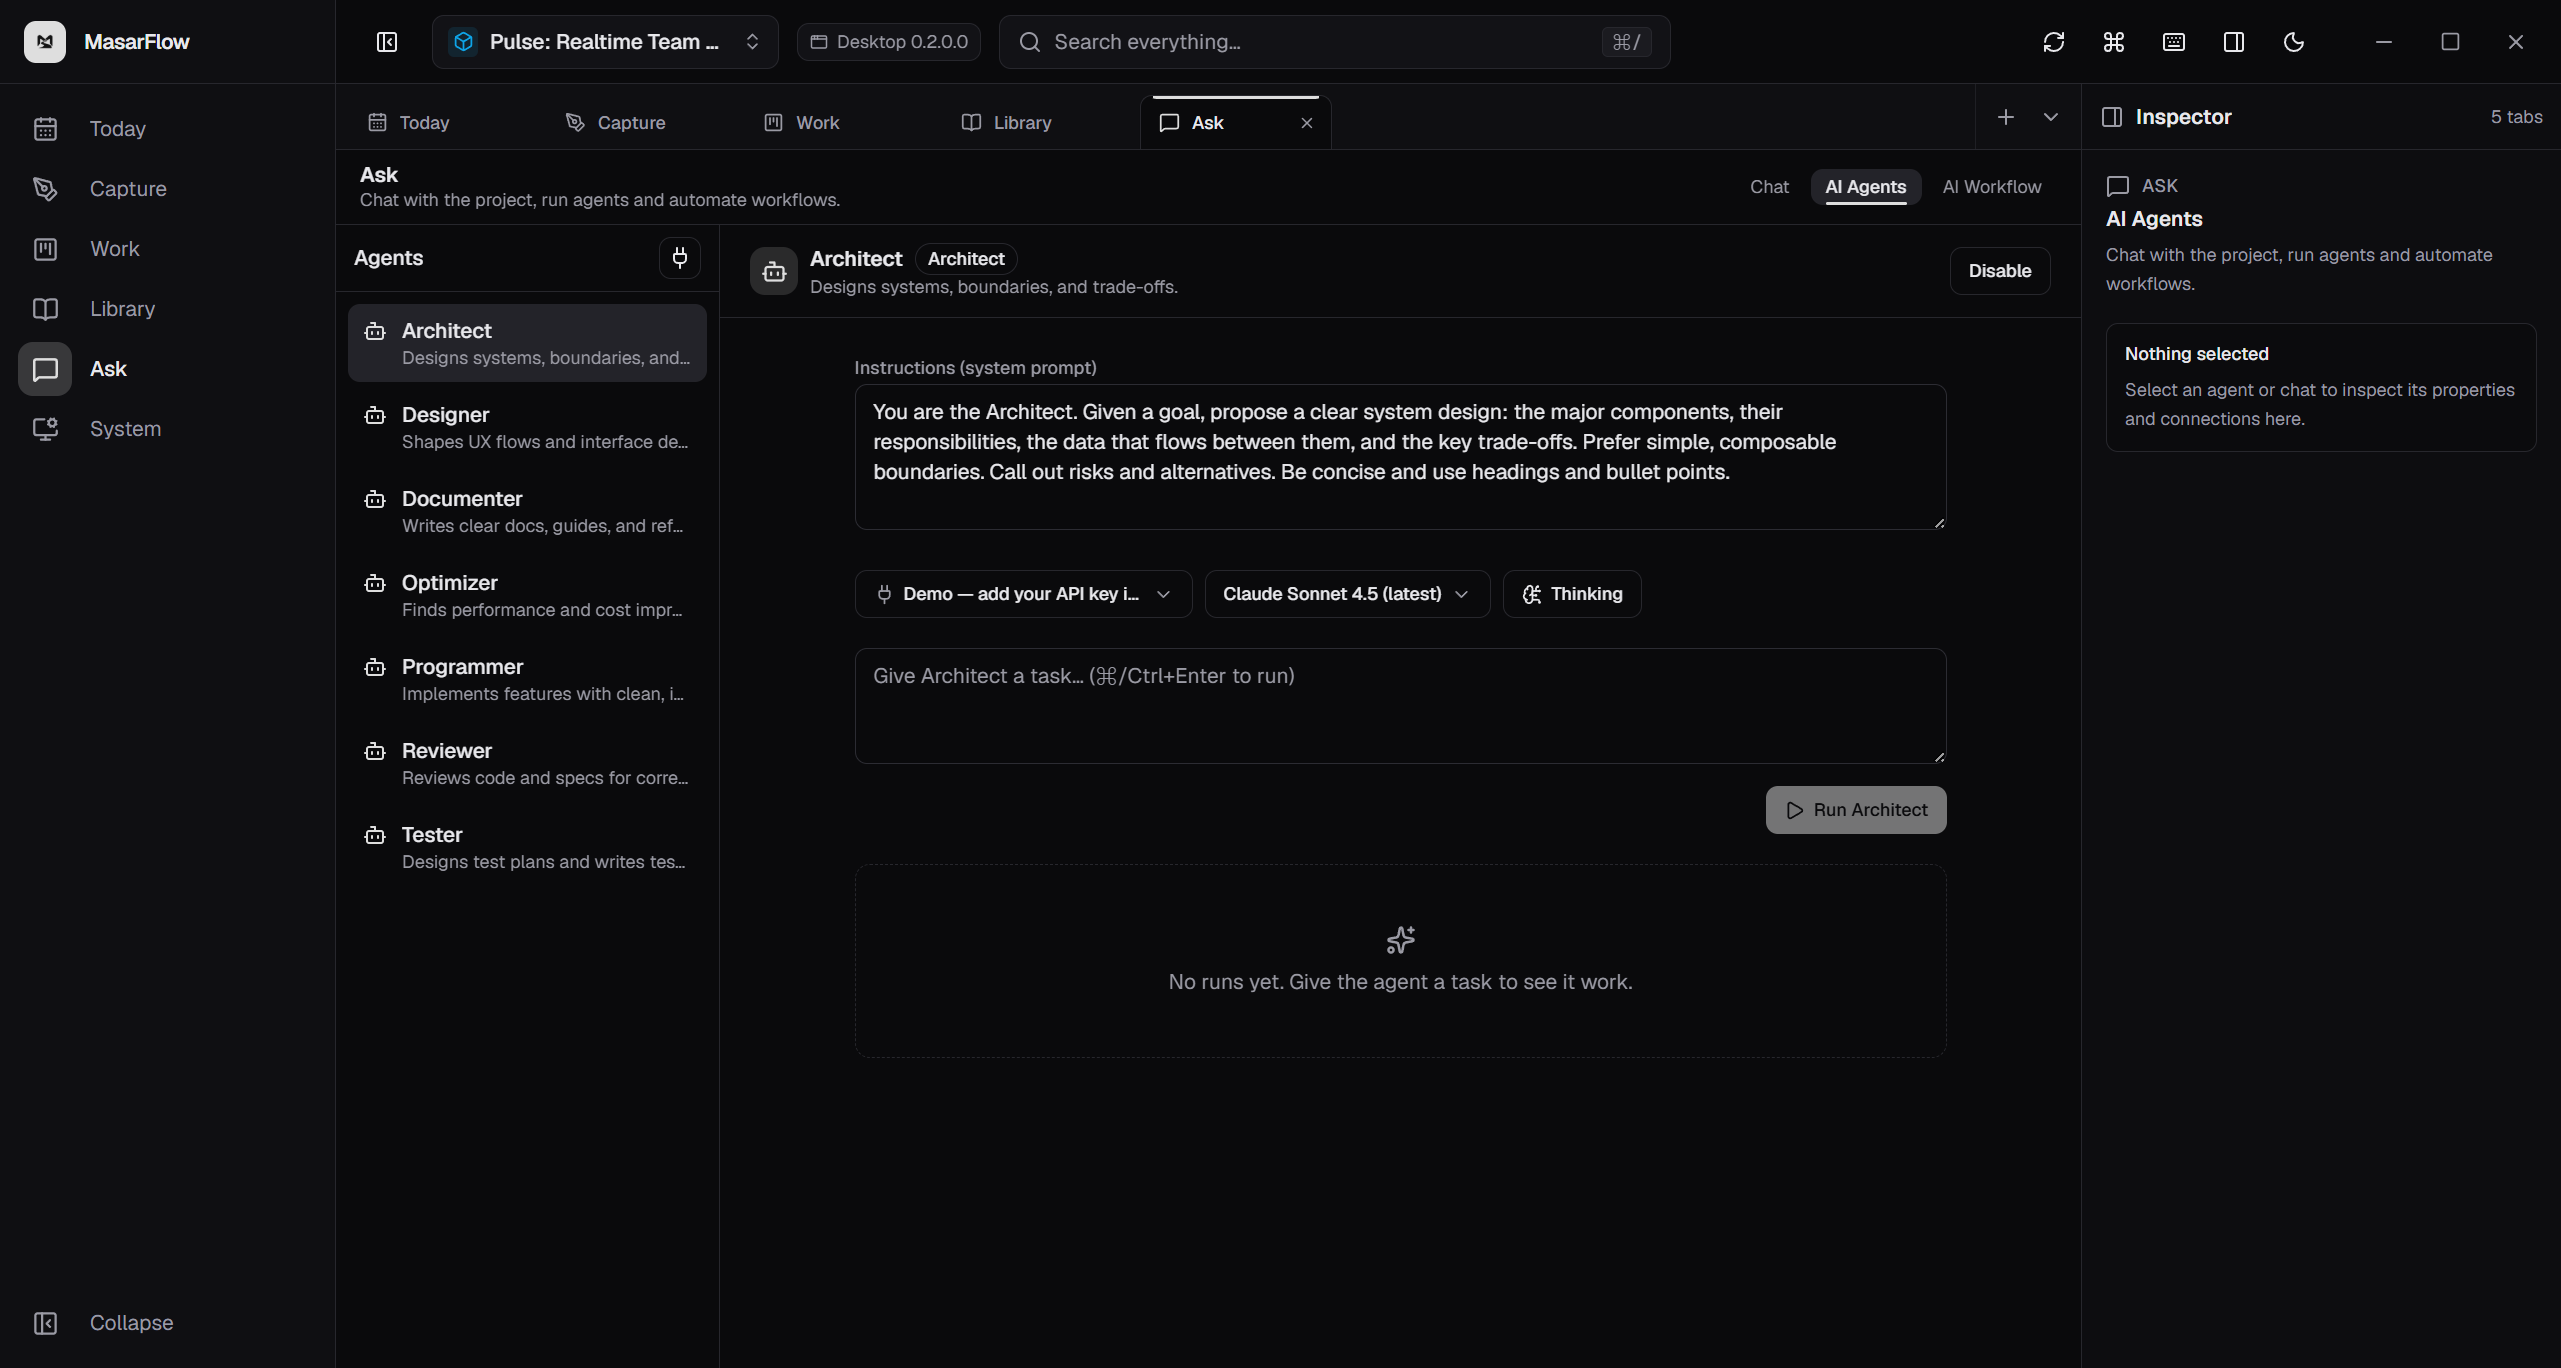 MasarFlow
Pulse: Realtime Team ...
Desktop 0.2.0.0
Search everything...
⌘/
Today
Capture
Work
Library
Ask
System
Collapse
Today
Capture
Work
Library
Ask
Ask
Chat with the project, run agents and automate workflows.
Chat
AI Agents
AI Workflow
Agents
Architect
Designs systems, boundaries, and...
Designer
Shapes UX flows and interface de...
Documenter
Writes clear docs, guides, and ref...
Optimizer
Finds performance and cost impr...
Programmer
Implements features with clean, i...
Reviewer
Reviews code and specs for corre...
Tester
Designs test plans and writes tes...
Architect
Architect
Designs systems, boundaries, and trade-offs.
Disable
Instructions (system prompt)
You are the Architect. Given a goal, propose a clear system design: the major components, their
responsibilities, the data that flows between them, and the key trade-offs. Prefer simple, composable
boundaries. Call out risks and alternatives. Be concise and use headings and bullet points.
Demo — add your API key i...
Claude Sonnet 4.5 (latest)
Thinking
Give Architect a task... (⌘/Ctrl+Enter to run)
Run Architect
No runs yet. Give the agent a task to see it work.
Inspector
5 tabs
ASK
AI Agents
Chat with the project, run agents and automate
workflows.
Nothing selected
Select an agent or chat to inspect its properties
and connections here.